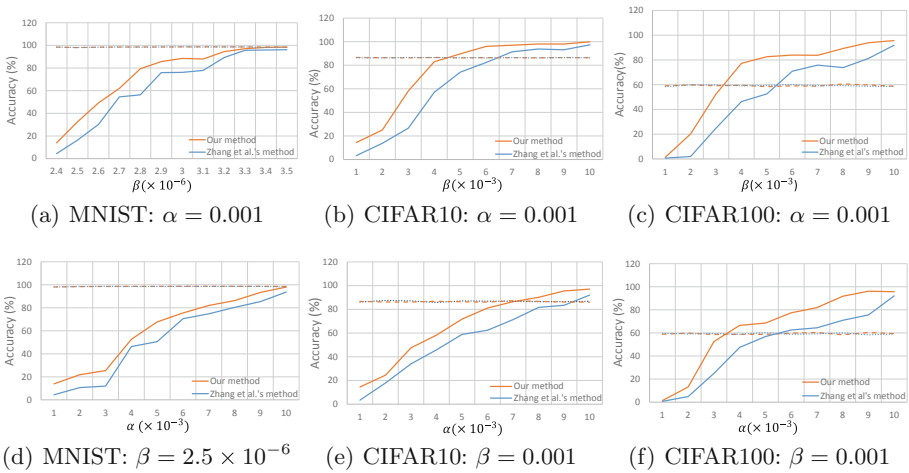 120
100
80
60
40
20
0
Accuracy (%)
Our method
Zhang et al.'s method
2.4 2.5 2.6 2.7 2.8 2.9 3 3.1 3.2 3.3 3.4 3.5
β(× 10⁻⁶)
(a) MNIST: α = 0.001
120
100
80
60
40
20
0
Accuracy (%)
Our method
Zhang et al.'s method
1 2 3 4 5 6 7 8 9 10
β(× 10⁻³)
(b) CIFAR10: α = 0.001
120
100
80
60
40
20
0
Accuracy(%)
Our method
Zhang et al.'s method
1 2 3 4 5 6 7 8 9 10
β(× 10⁻³)
(c) CIFAR100: α = 0.001
120
100
80
60
40
20
0
Accuracy (%)
Our method
Zhang et al.'s method
1 2 3 4 5 6 7 8 9 10
α(× 10⁻³)
(d) MNIST: β = 2.5 × 10⁻⁶
120
100
80
60
40
20
0
Accuracy (%)
Our method
Zhang et al.'s method
1 2 3 4 5 6 7 8 9 10
α(× 10⁻³)
(e) CIFAR10: β = 0.001
120
100
80
60
40
20
0
Accuracy (%)
Our method
Zhang et al.'s method
1 2 3 4 5 6 7 8 9 10
α(× 10⁻³)
(f) CIFAR100: β = 0.001